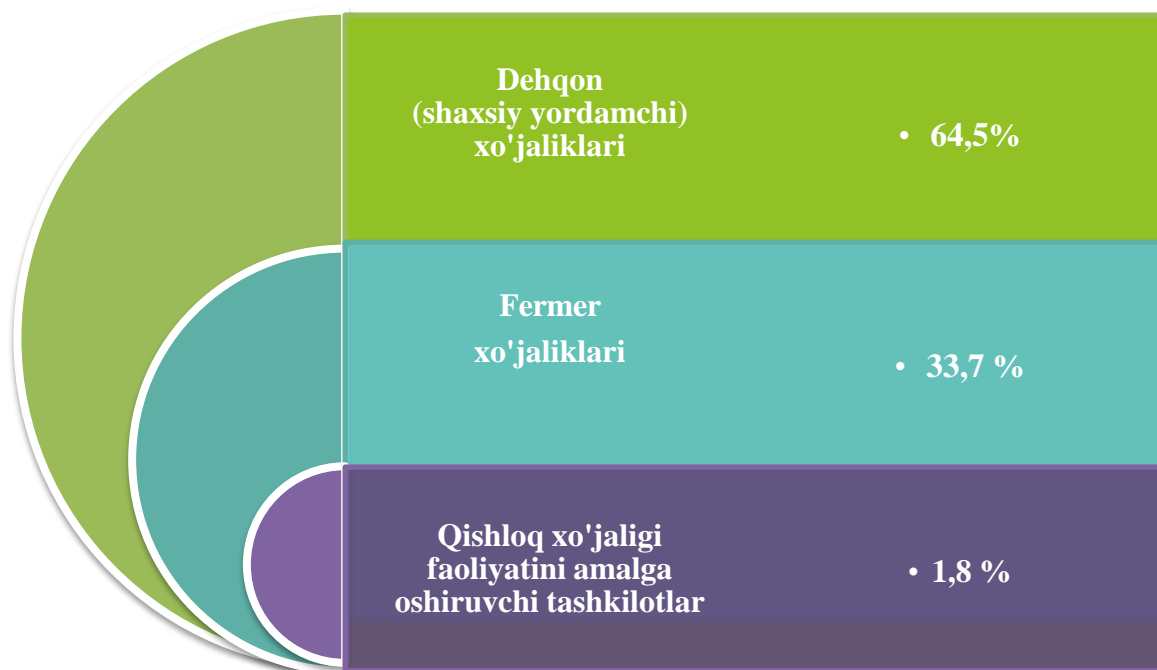 Dehqon
(shaxsiy yordamchi)
xo'jaliklari
• 64,5%
Fermer
xo'jaliklari
• 33,7 %
Qishloq xo'jaligi
faoliyatini amalga
oshiruvchi tashkilotlar
• 1,8 %